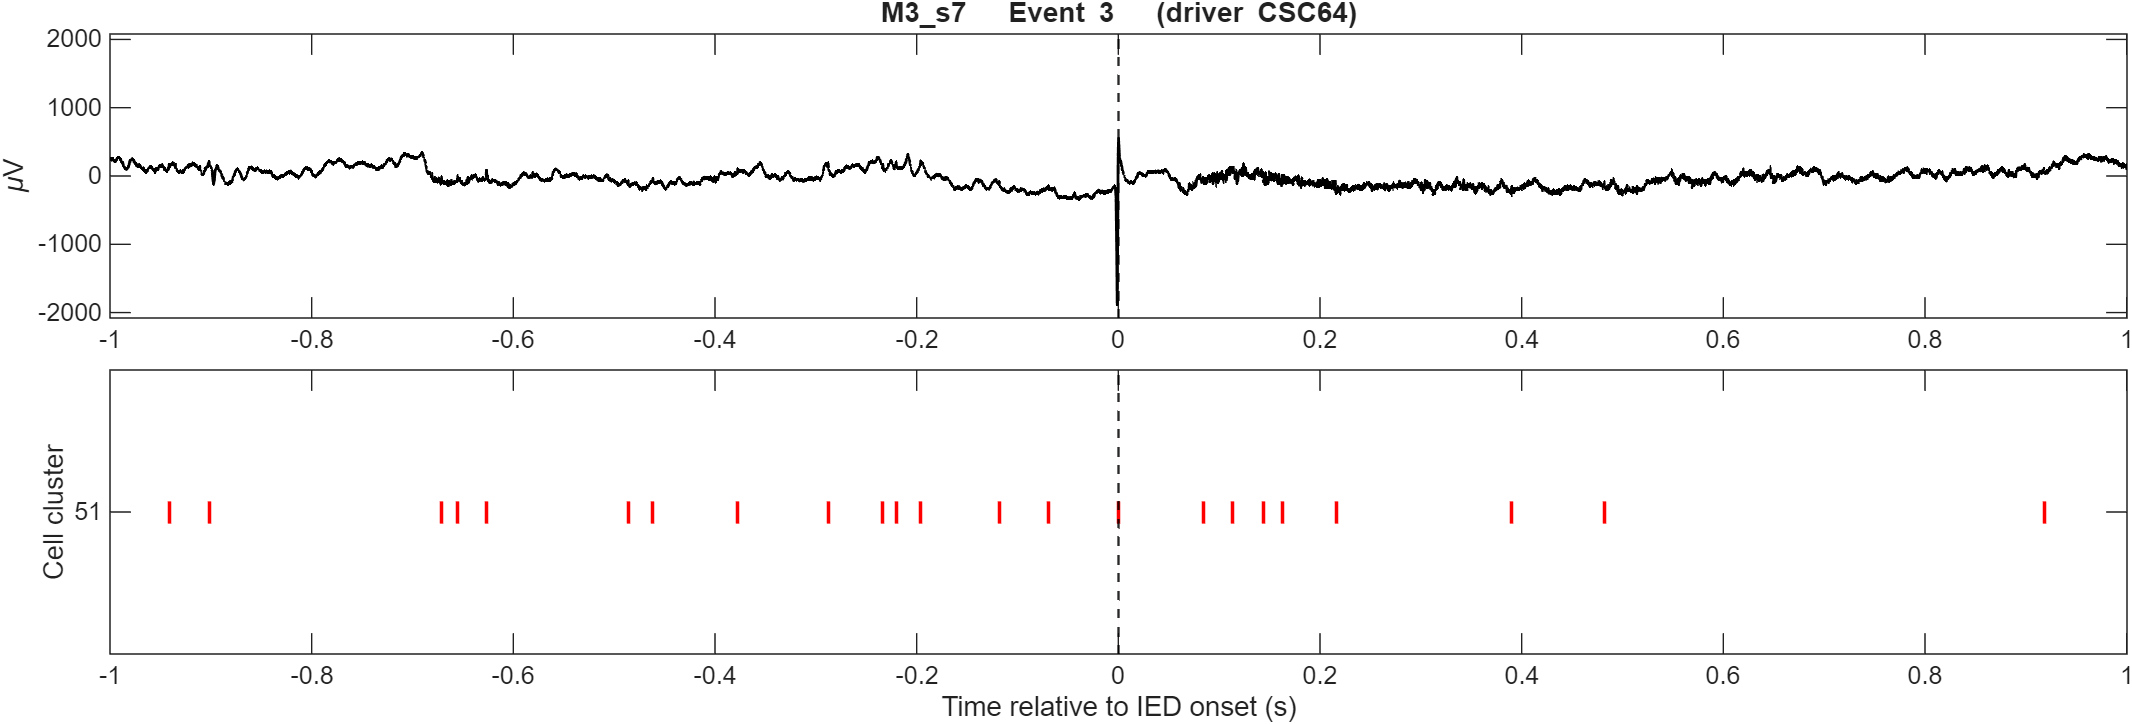 M3_s7 Event 3 (driver CSC64)
2000
1000
0
-1000
-2000
µV
-1 -0.8 -0.6 -0.4 -0.2 0 0.2 0.4 0.6 0.8 1
51
Cell cluster
-1 -0.8 -0.6 -0.4 -0.2 0 0.2 0.4 0.6 0.8 1
Time relative to IED onset (s)